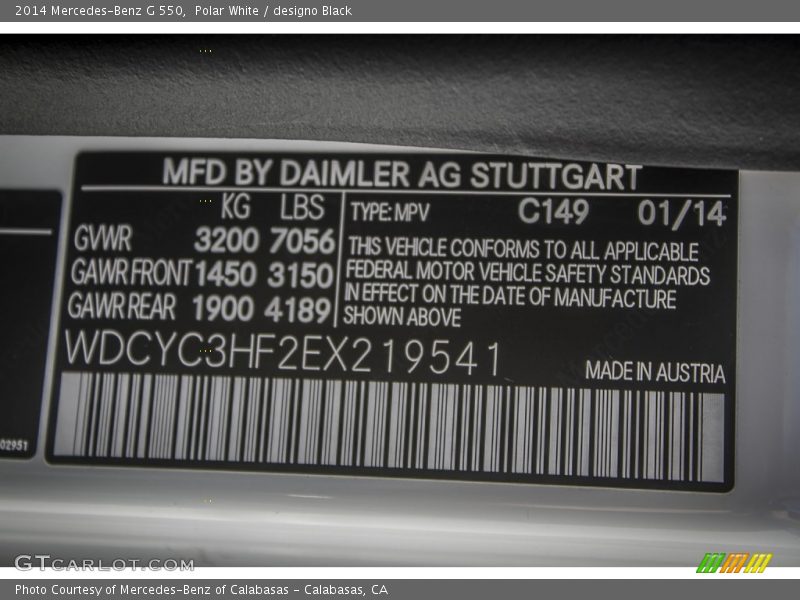 2014 Mercedes-Benz G 550,  Polar White / designo Black
MFD BY DAIMLER AG STUTTGART
KG LBS
GVWR 3200 7056
GAWR FRONT 1450 3150
GAWR REAR 1900 4189
TYPE: MPV C149 01/14
THIS VEHICLE CONFORMS TO ALL APPLICABLE
FEDERAL MOTOR VEHICLE SAFETY STANDARDS
IN EFFECT ON THE DATE OF MANUFACTURE
SHOWN ABOVE
WDCYC3HF2EX219541
MADE IN AUSTRIA
02951
GTCARLOT.COM
Photo Courtesy of Mercedes-Benz of Calabasas - Calabasas, CA